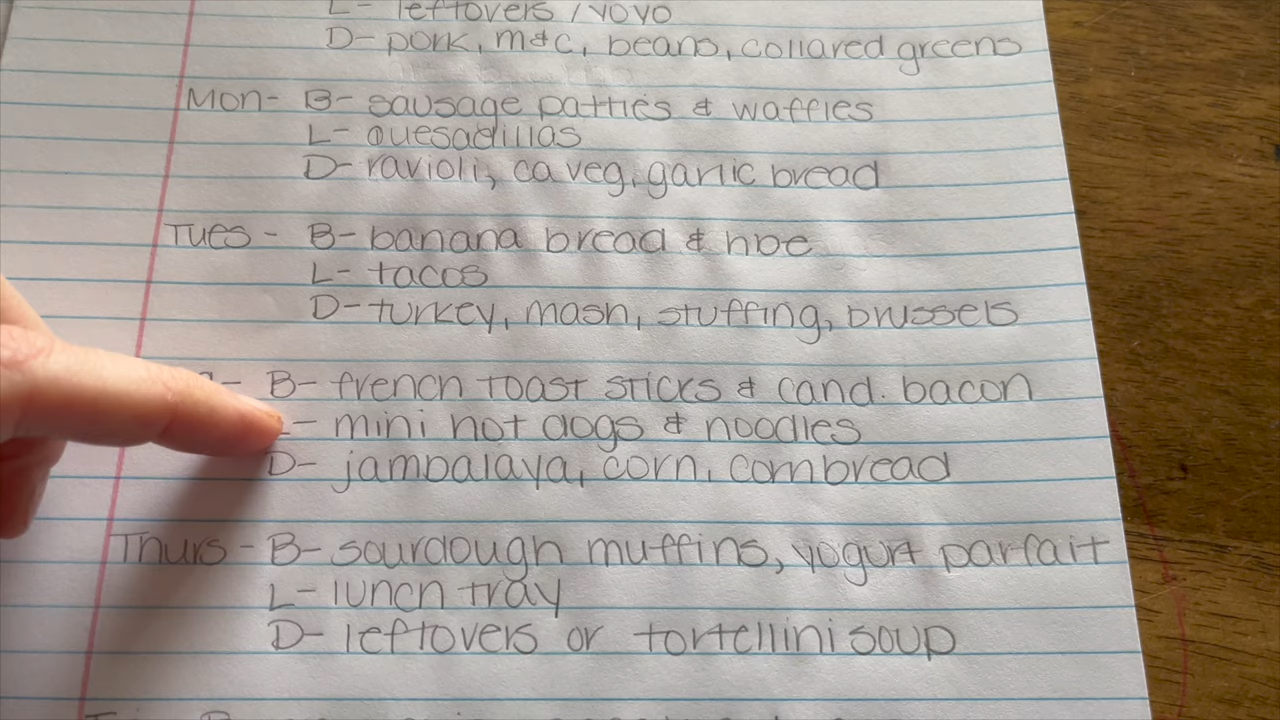 L- leftovers / yoyo
D- pork, m&c, beans, collared greens
Mon- B- sausage patties & waffles
L- quesadillas
D- ravioli, ca veg, garlic bread
Tues- B- banana bread & hbe
L- tacos
D- turkey, mash, stuffing, brussels
B- french toast sticks & cand. bacon
L- mini hot dogs & noodles
D- jambalaya, corn, cornbread
Thurs- B- sourdough muffins, yogurt parfait
L- lunch tray
D- leftovers or tortellini soup